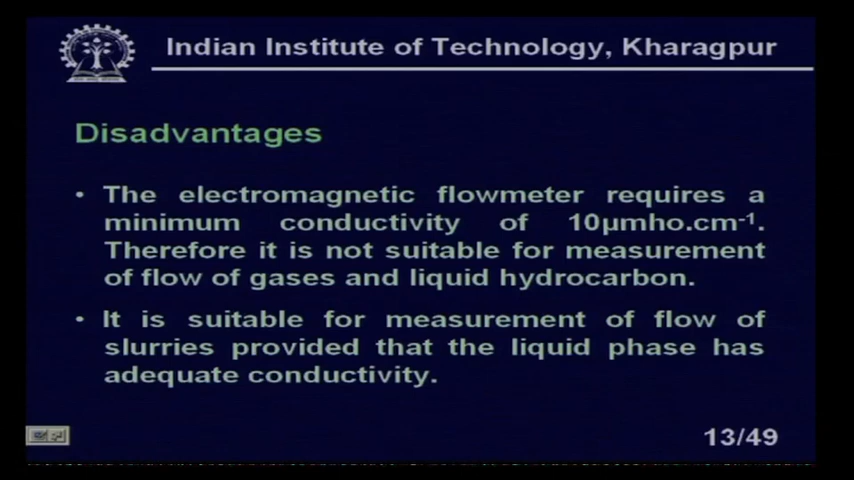 Indian Institute of Technology, Kharagpur
Disadvantages
• The electromagnetic flowmeter requires a
minimum conductivity of 10µmho.cm⁻¹.
Therefore it is not suitable for measurement
of flow of gases and liquid hydrocarbon.
• It is suitable for measurement of flow of
slurries provided that the liquid phase has
adequate conductivity.
13/49